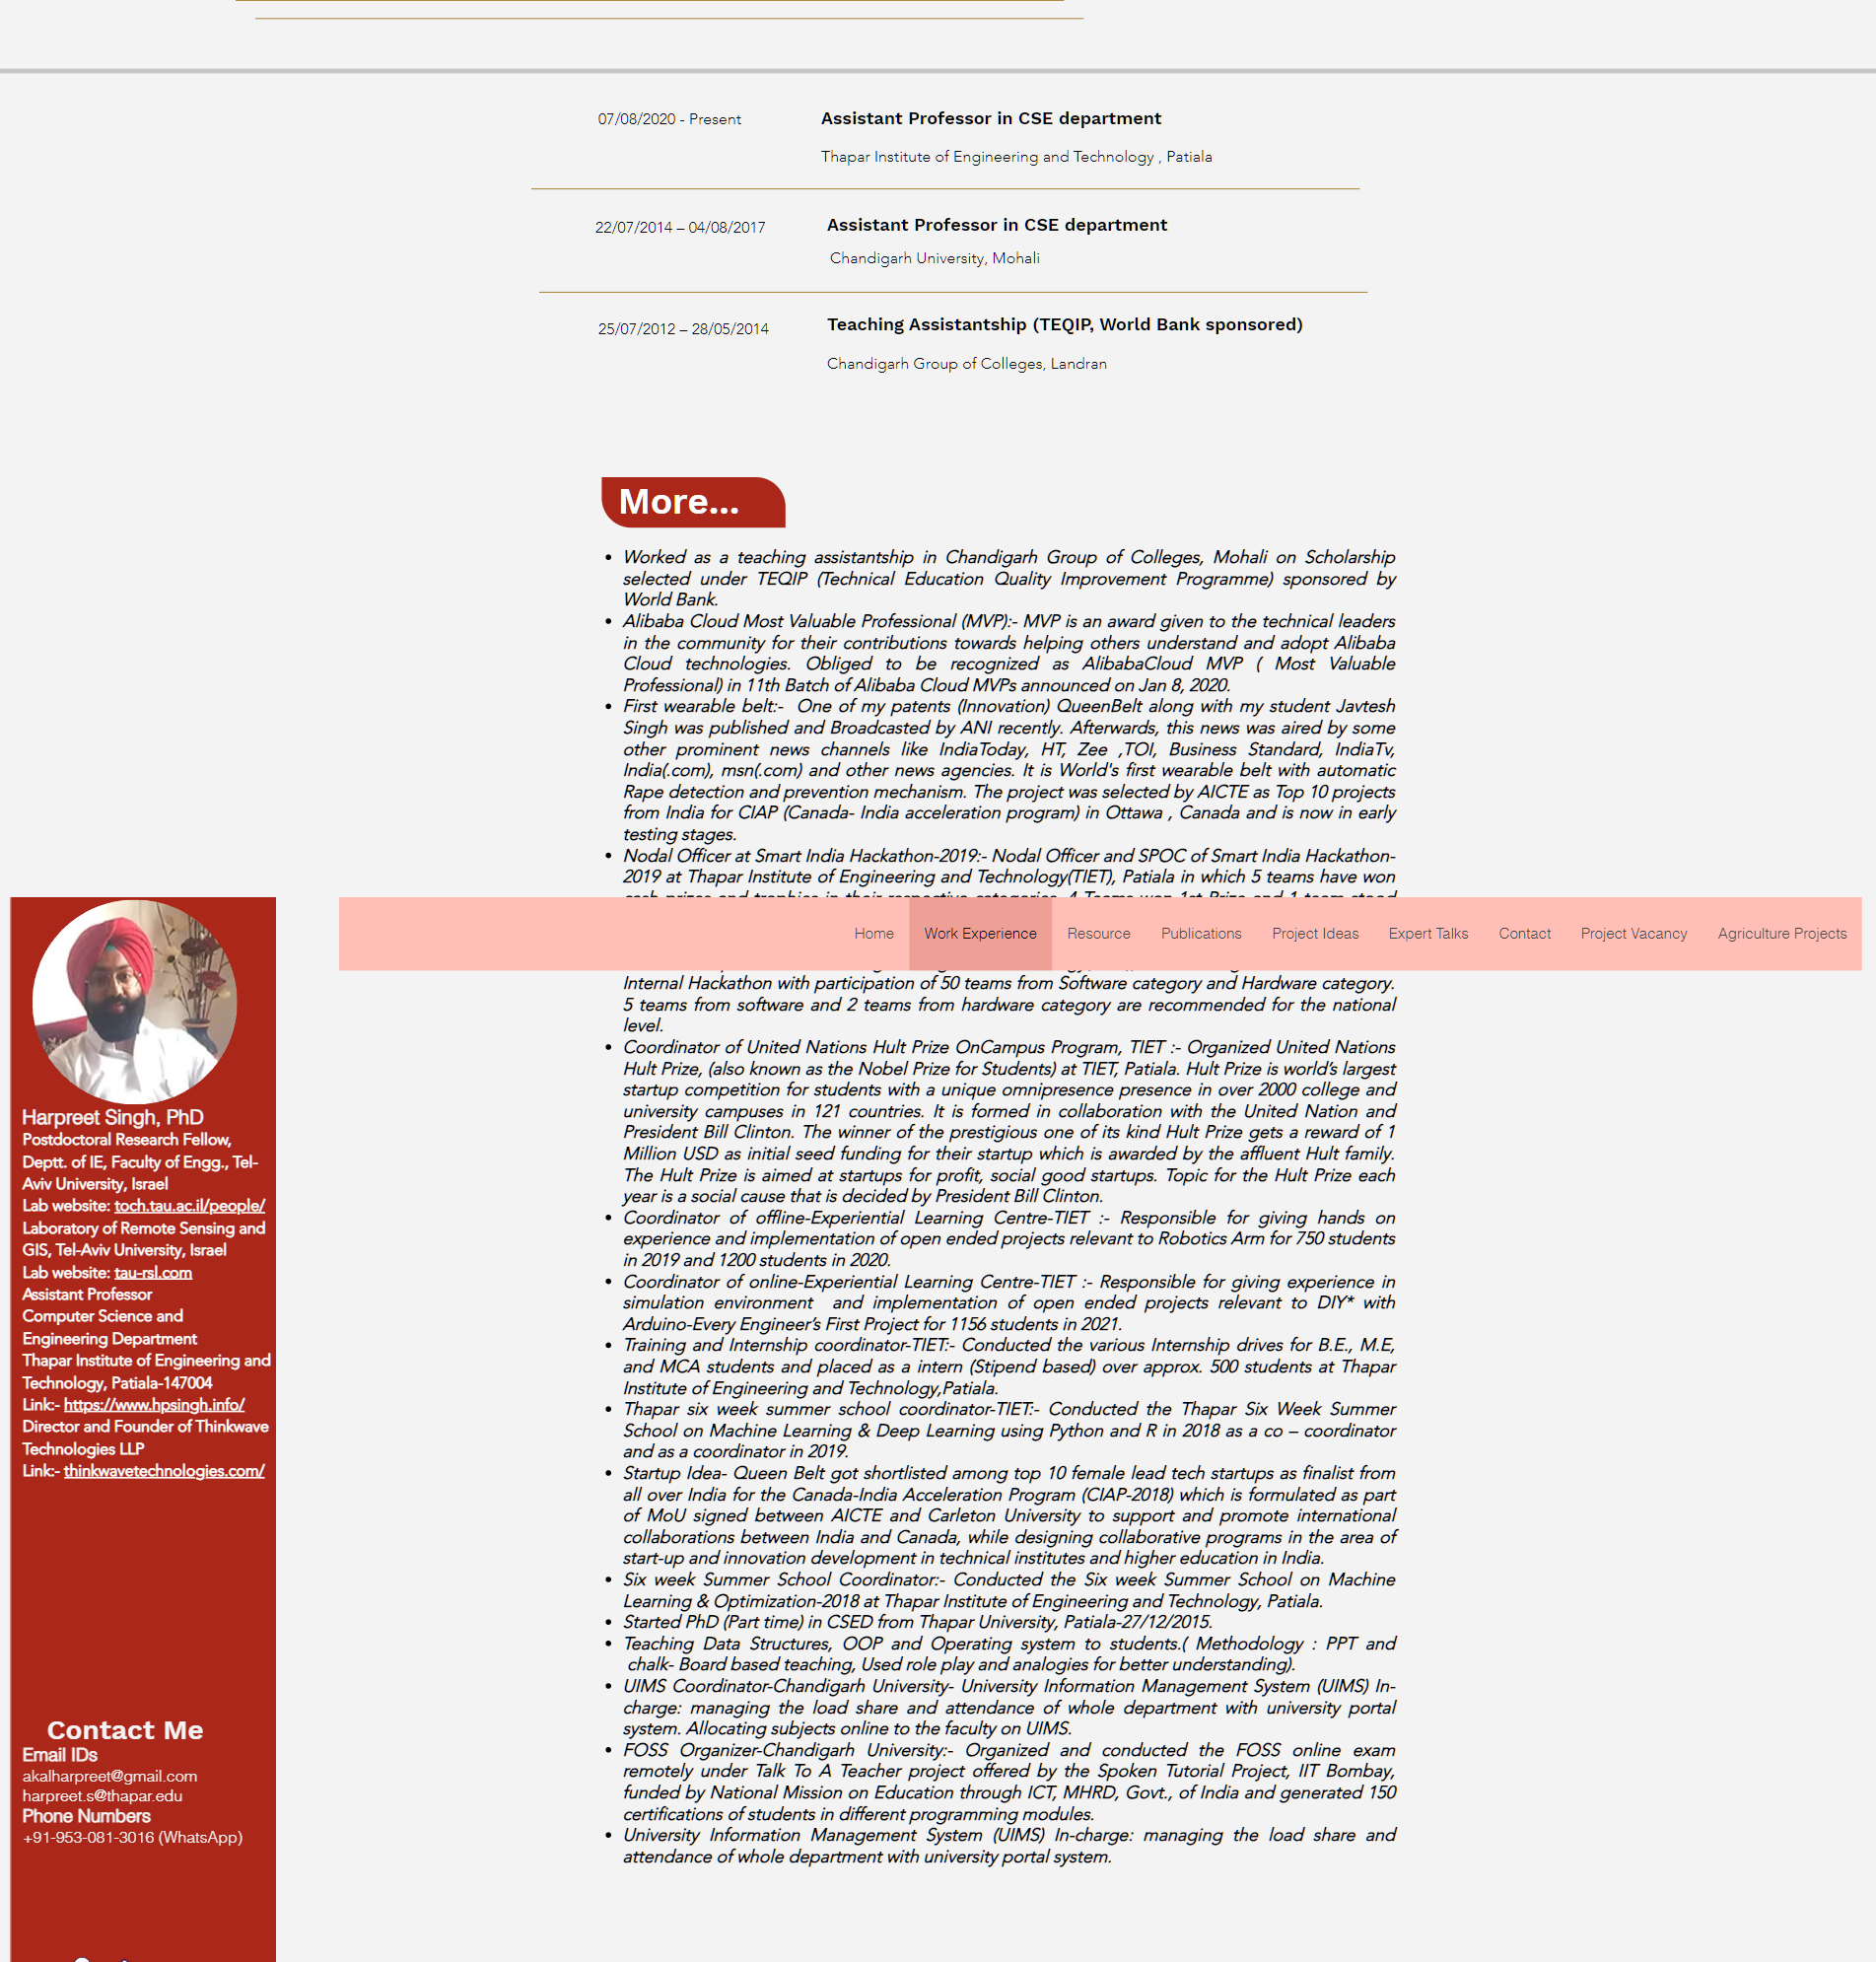 07/08/2020 - Present
Assistant Professor in CSE department
Thapar Institute of Engineering and Technology , Patiala
22/07/2014 – 04/08/2017
Assistant Professor in CSE department
Chandigarh University, Mohali
25/07/2012 – 28/05/2014
Teaching Assistantship (TEQIP, World Bank sponsored)
Chandigarh Group of Colleges, Landran
More...
• Worked as a teaching assistantship in Chandigarh Group of Colleges, Mohali on Scholarship
selected under TEQIP (Technical Education Quality Improvement Programme) sponsored by
World Bank.
• Alibaba Cloud Most Valuable Professional (MVP):- MVP is an award given to the technical leaders
in the community for their contributions towards helping others understand and adopt Alibaba
Cloud technologies. Obliged to be recognized as AlibabaCloud MVP ( Most Valuable
Professional) in 11th Batch of Alibaba Cloud MVPs announced on Jan 8, 2020.
• First wearable belt:- One of my patents (Innovation) QueenBelt along with my student Javtesh
Singh was published and Broadcasted by ANI recently. Afterwards, this news was aired by some
other prominent news channels like IndiaToday, HT, Zee ,TOI, Business Standard, IndiaTv,
India(.com), msn(.com) and other news agencies. It is World's first wearable belt with automatic
Rape detection and prevention mechanism. The project was selected by AICTE as Top 10 projects
from India for CIAP (Canada- India acceleration program) in Ottawa , Canada and is now in early
testing stages.
• Nodal Officer at Smart India Hackathon-2019:- Nodal Officer and SPOC of Smart India Hackathon-
2019 at Thapar Institute of Engineering and Technology(TIET), Patiala in which 5 teams have won
Home
Work Experience
Resource
Publications
Project Ideas
Expert Talks
Contact
Project Vacancy
Agriculture Projects
Internal Hackathon with participation of 50 teams from Software category and Hardware category.
5 teams from software and 2 teams from hardware category are recommended for the national
level.
• Coordinator of United Nations Hult Prize OnCampus Program, TIET :- Organized United Nations
Hult Prize, (also known as the Nobel Prize for Students) at TIET, Patiala. Hult Prize is world’s largest
startup competition for students with a unique omnipresence presence in over 2000 college and
university campuses in 121 countries. It is formed in collaboration with the United Nation and
President Bill Clinton. The winner of the prestigious one of its kind Hult Prize gets a reward of 1
Million USD as initial seed funding for their startup which is awarded by the affluent Hult family.
The Hult Prize is aimed at startups for profit, social good startups. Topic for the Hult Prize each
year is a social cause that is decided by President Bill Clinton.
• Coordinator of offline-Experiential Learning Centre-TIET :- Responsible for giving hands on
experience and implementation of open ended projects relevant to Robotics Arm for 750 students
in 2019 and 1200 students in 2020.
• Coordinator of online-Experiential Learning Centre-TIET :- Responsible for giving experience in
simulation environment and implementation of open ended projects relevant to DIY* with
Arduino-Every Engineer’s First Project for 1156 students in 2021.
• Training and Internship coordinator-TIET:- Conducted the various Internship drives for B.E., M.E,
and MCA students and placed as a intern (Stipend based) over approx. 500 students at Thapar
Institute of Engineering and Technology,Patiala.
• Thapar six week summer school coordinator-TIET:- Conducted the Thapar Six Week Summer
School on Machine Learning & Deep Learning using Python and R in 2018 as a co – coordinator
and as a coordinator in 2019.
• Startup Idea- Queen Belt got shortlisted among top 10 female lead tech startups as finalist from
all over India for the Canada-India Acceleration Program (CIAP-2018) which is formulated as part
of MoU signed between AICTE and Carleton University to support and promote international
collaborations between India and Canada, while designing collaborative programs in the area of
start-up and innovation development in technical institutes and higher education in India.
• Six week Summer School Coordinator:- Conducted the Six week Summer School on Machine
Learning & Optimization-2018 at Thapar Institute of Engineering and Technology, Patiala.
• Started PhD (Part time) in CSED from Thapar University, Patiala-27/12/2015.
• Teaching Data Structures, OOP and Operating system to students.( Methodology : PPT and
chalk- Board based teaching, Used role play and analogies for better understanding).
• UIMS Coordinator-Chandigarh University- University Information Management System (UIMS) In-
charge: managing the load share and attendance of whole department with university portal
system. Allocating subjects online to the faculty on UIMS.
• FOSS Organizer-Chandigarh University:- Organized and conducted the FOSS online exam
remotely under Talk To A Teacher project offered by the Spoken Tutorial Project, IIT Bombay,
funded by National Mission on Education through ICT, MHRD, Govt., of India and generated 150
certifications of students in different programming modules.
• University Information Management System (UIMS) In-charge: managing the load share and
attendance of whole department with university portal system.
Harpreet Singh, PhD
Postdoctoral Research Fellow,
Deptt. of IE, Faculty of Engg., Tel-
Aviv University, Israel
Lab website: toch.tau.ac.il/people/
Laboratory of Remote Sensing and
GIS, Tel-Aviv University, Israel
Lab website: tau-rsl.com
Assistant Professor
Computer Science and
Engineering Department
Thapar Institute of Engineering and
Technology, Patiala-147004
Link:- https://www.hpsingh.info/
Director and Founder of Thinkwave
Technologies LLP
Link:- thinkwavetechnologies.com/
Contact Me
Email IDs
akalharpreet@gmail.com
harpreet.s@thapar.edu
Phone Numbers
+91-953-081-3016 (WhatsApp)